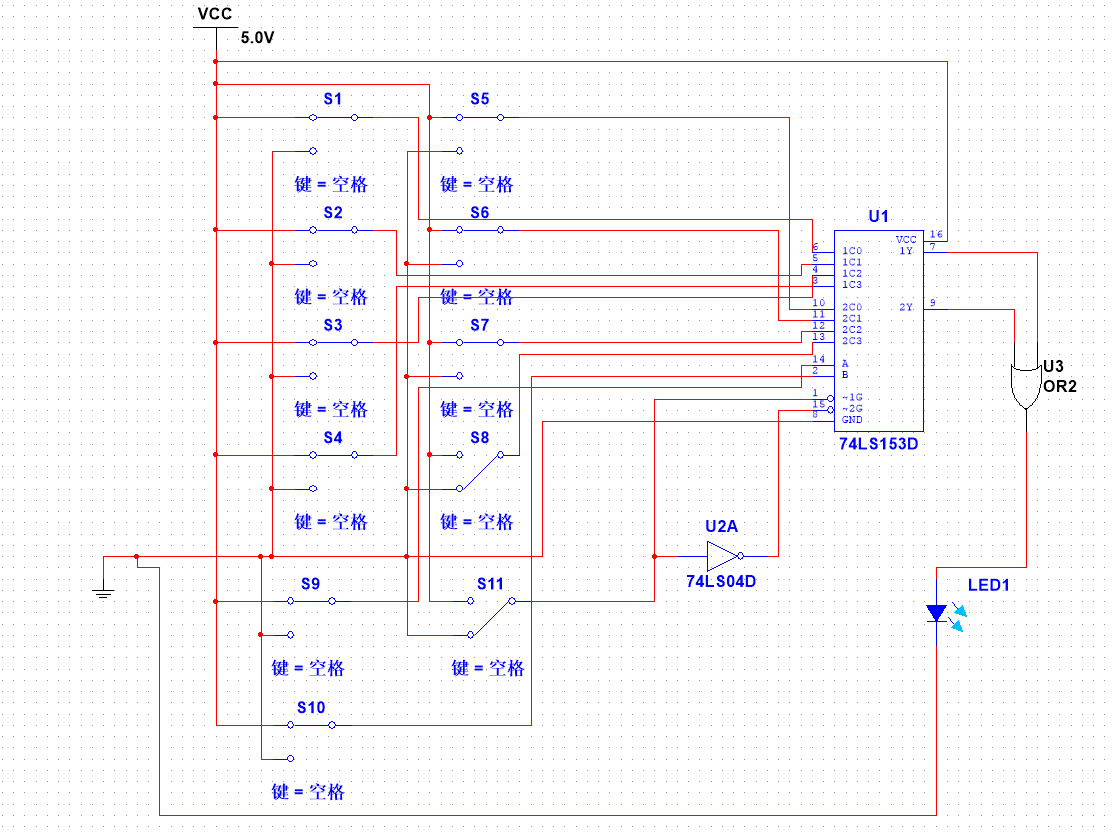 VCC
5.0V
S1
S5
键 = 空格
键 = 空格
S2
S6
键 = 空格
键 = 空格
S3
S7
键 = 空格
键 = 空格
S4
S8
键 = 空格
键 = 空格
S9
S11
键 = 空格
键 = 空格
S10
键 = 空格
U1
6 1C0
5 1C1
4 1C2
3 1C3
10 2C0
11 2C1
12 2C2
13 2C3
14 A
2 B
1 ~1G
15 ~2G
8 GND
VCC 16
1Y 7
2Y 9
74LS153D
U3
OR2
U2A
74LS04D
LED1